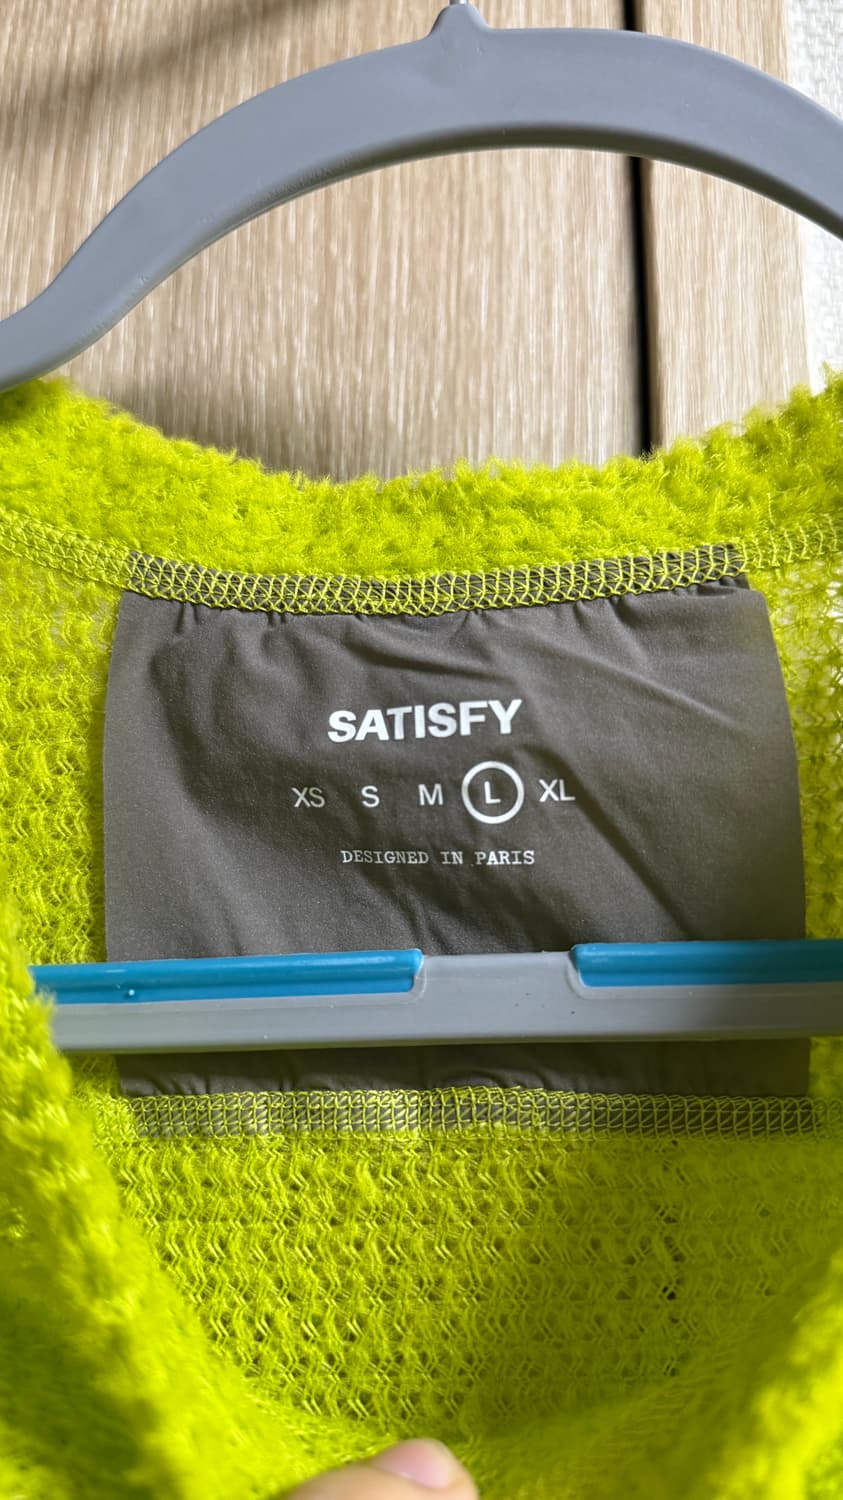 SATISFY
XS S M L XL
DESIGNED IN PARIS